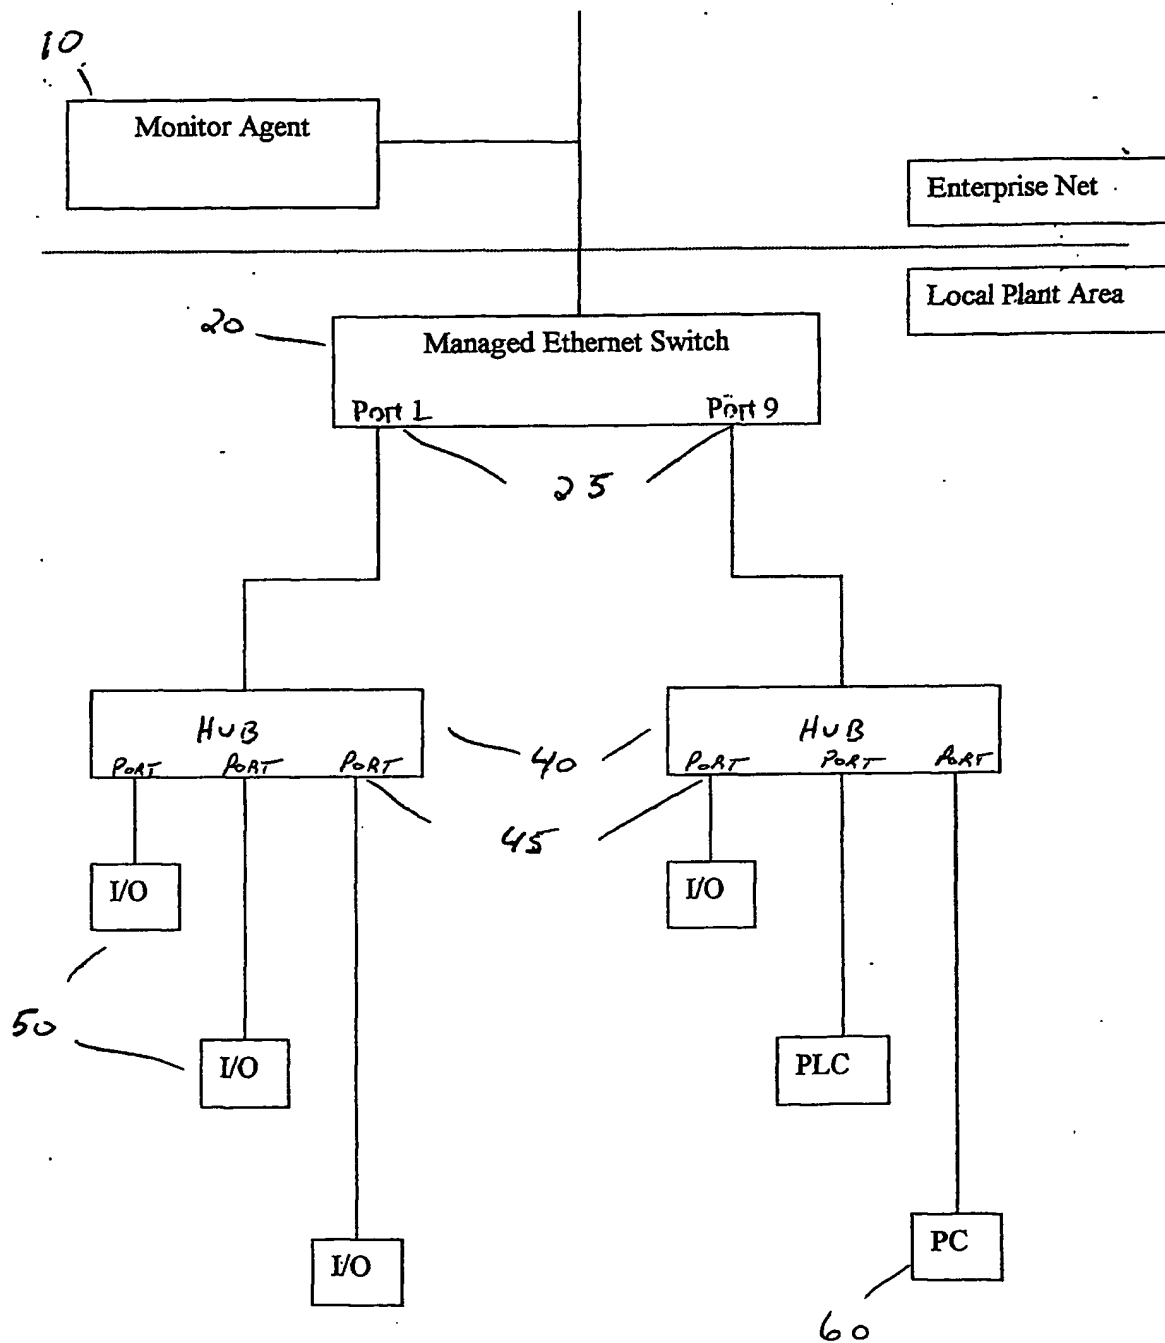 10
Monitor Agent
Enterprise Net
Local Plant Area
20
Managed Ethernet Switch
Port 1
Port 9
25
HUB
HUB
PORT
PORT
PORT
40
PORT
PORT
PORT
45
I/O
I/O
50
I/O
PLC
I/O
PC
60